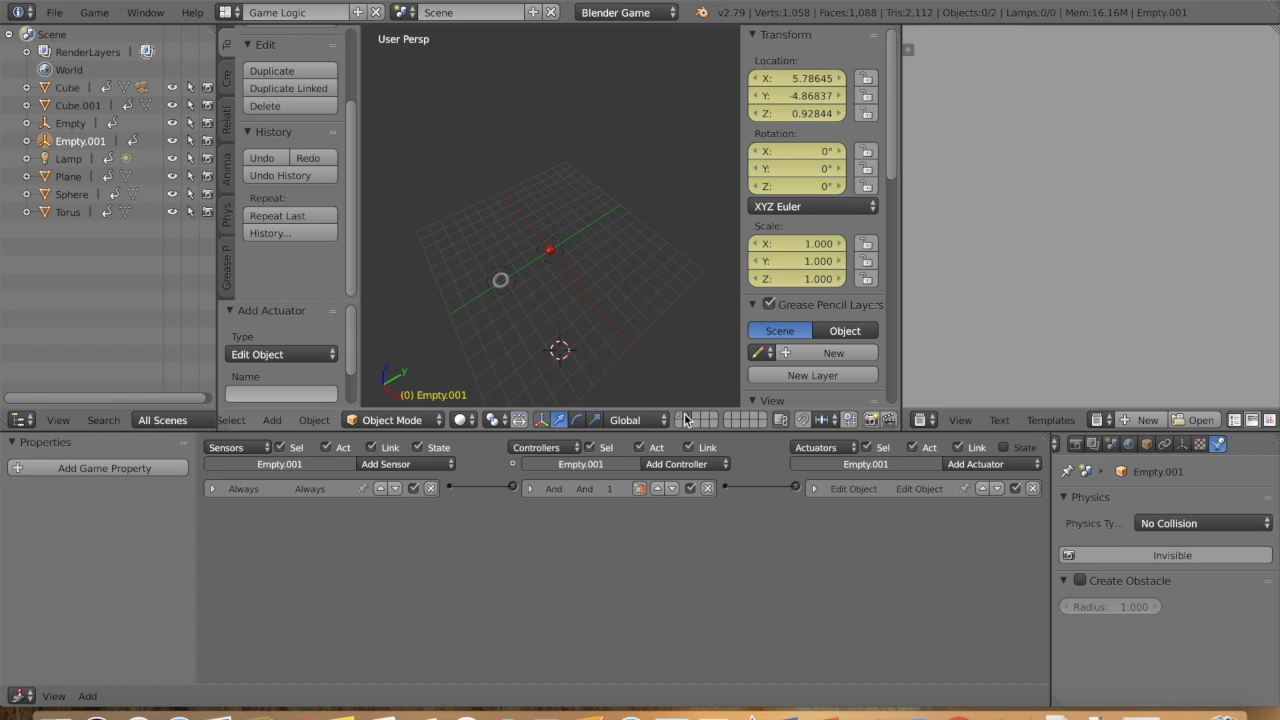 File Game Window Help Game Logic Scene Blender Game v2.79 | Verts:1,058 | Faces:1,088 | Tris:2,112 | Objects:0/2 | Lamps:0/0 | Mem:16.16M | Empty.001
Scene
RenderLayers
World
Cube
Cube.001
Empty
Empty.001
Lamp
Plane
Sphere
Torus
View Search All Scenes
To
Cre
Relati
Anima
Phys
Grease P
Edit
Duplicate
Duplicate Linked
Delete
History
Undo Redo
Undo History
Repeat:
Repeat Last
History...
Add Actuator
Type
Edit Object
Name
User Persp
z
y
(0) Empty.001
Select Add Object Object Mode Global
Transform
Location:
X: 5.78645
Y: -4.86837
Z: 0.92844
Rotation:
X: 0°
Y: 0°
Z: 0°
XYZ Euler
Scale:
X: 1.000
Y: 1.000
Z: 1.000
Grease Pencil Layers
Scene Object
New
New Layer
View
View Text Templates New Open
Properties
Add Game Property
Sensors Sel Act Link State
Empty.001 Add Sensor
Always Always
Controllers Sel Act Link
Empty.001 Add Controller
And And 1
Actuators Sel Act Link State
Empty.001 Add Actuator
Edit Object Edit Object
Empty.001
Physics
Physics Ty... No Collision
Invisible
Create Obstacle
Radius: 1.000
View Add